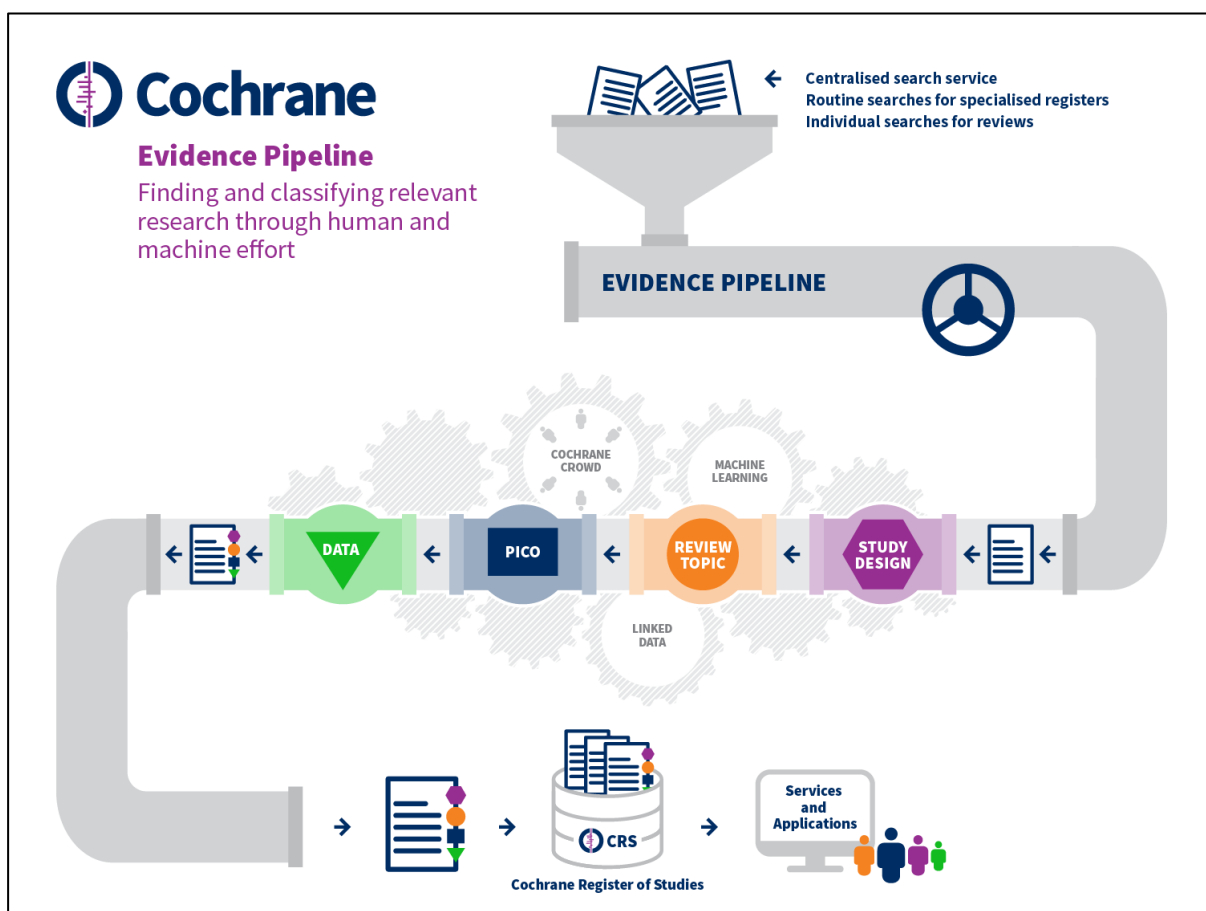 Cochrane
Evidence Pipeline
Finding and classifying relevant
research through human and
machine effort
Centralised search service
Routine searches for specialised registers
Individual searches for reviews
EVIDENCE PIPELINE
COCHRANE
CROWD
MACHINE
LEARNING
DATA
PICO
REVIEW
TOPIC
STUDY
DESIGN
LINKED
DATA
CRS
Cochrane Register of Studies
Services
and
Applications